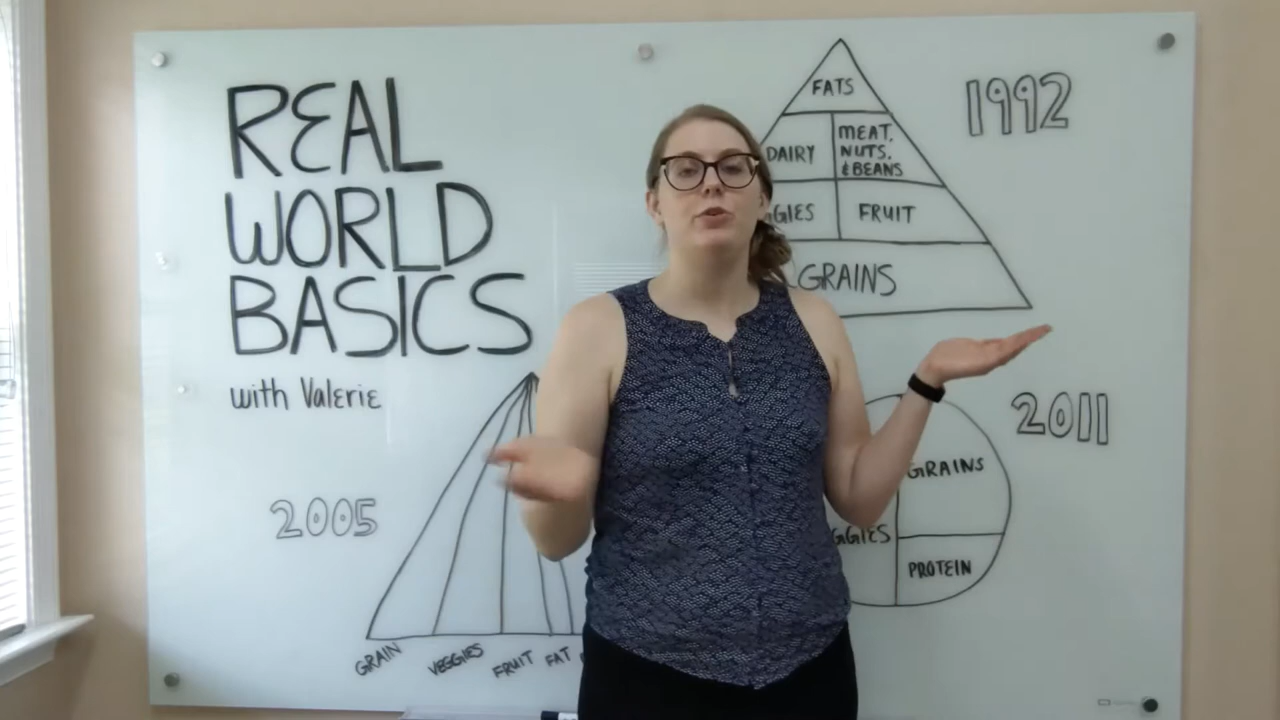 REAL
WORLD
BASICS
with Valerie
1992
FATS
DAIRY
MEAT,
NUTS,
& BEANS
GGIES
FRUIT
GRAINS
2005
GRAIN
VEGGIES
FRUIT
FAT
2011
GRAINS
GGIES
PROTEIN